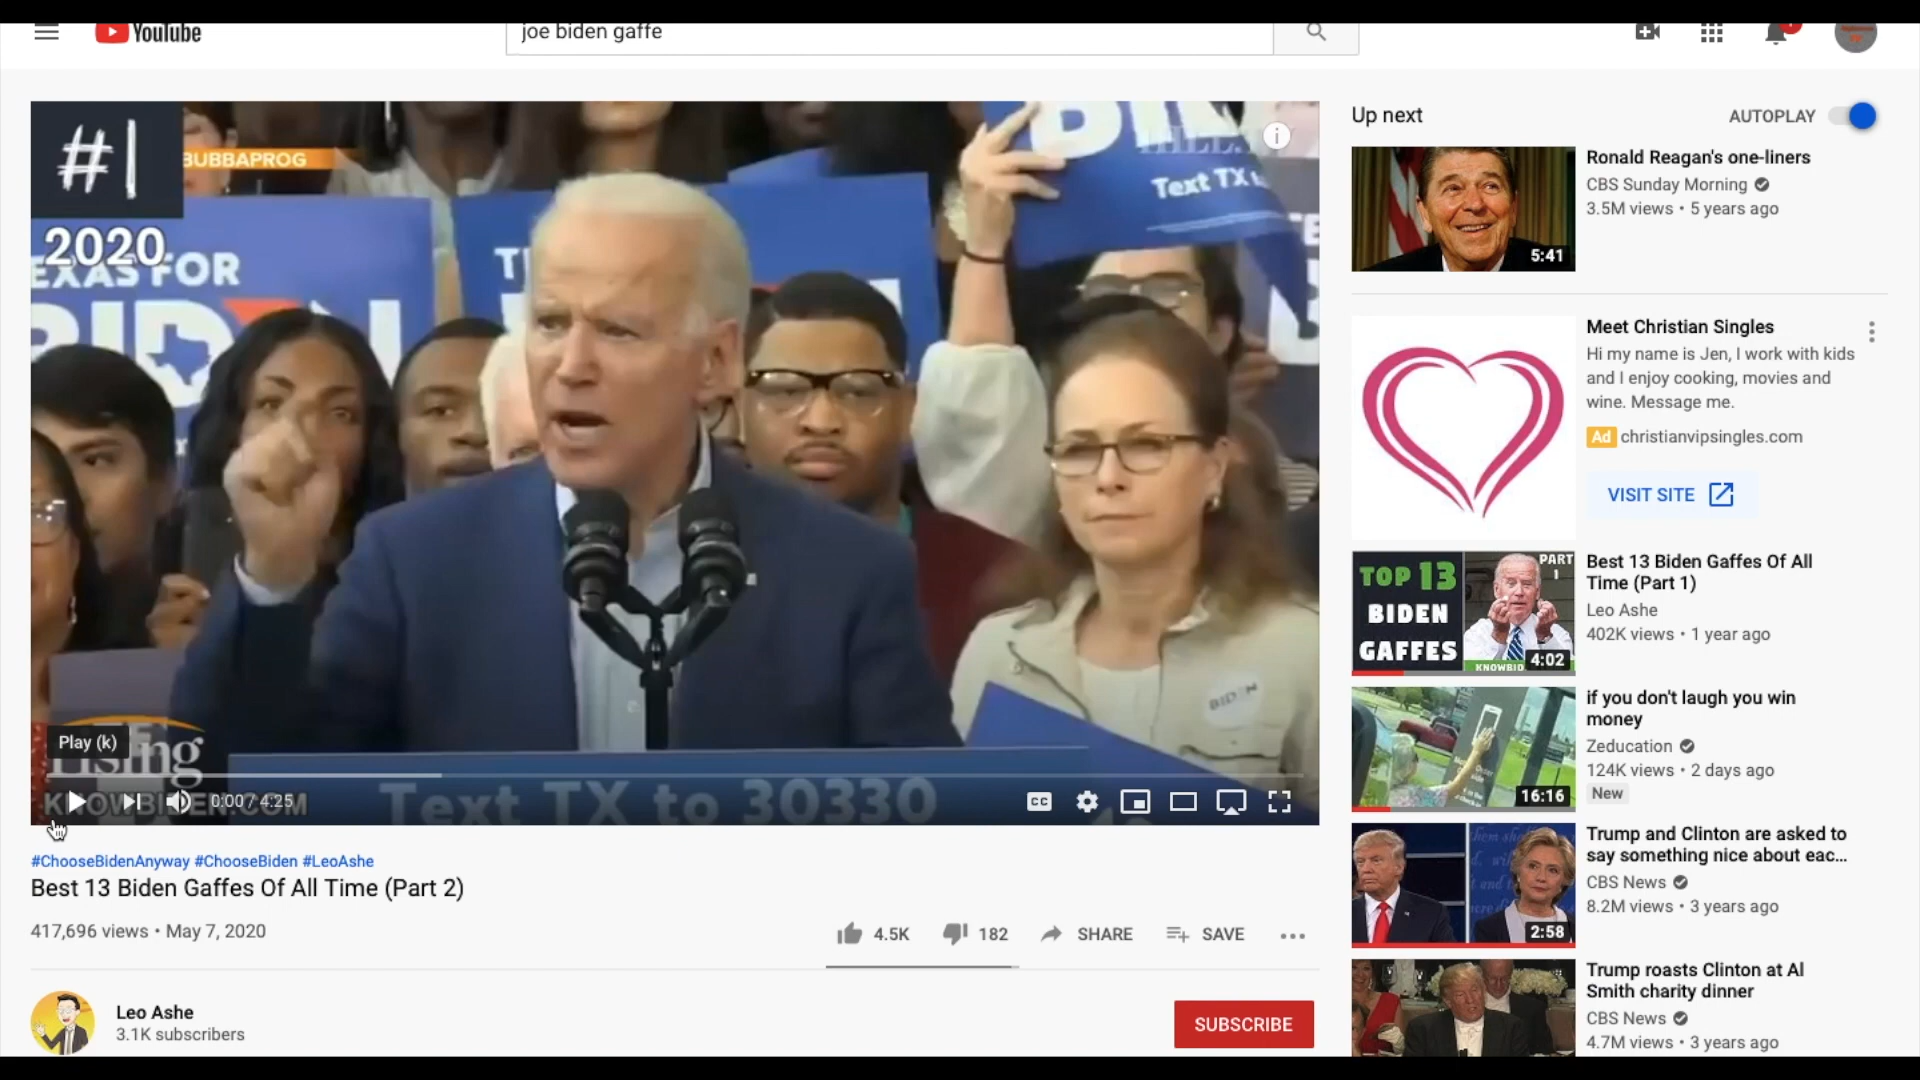 YouTube
joe biden gaffe
#1
BUBBAPROG
2020
TEXAS FOR
BIDEN
Text TX
BIDEN
Play (k)
KNOWBIDEN.COM
0:00 / 4:25
Text TX to 30330
CC
#ChooseBidenAnyway #ChooseBiden #LeoAshe
Best 13 Biden Gaffes Of All Time (Part 2)
417,696 views • May 7, 2020
4.5K
182
SHARE
SAVE
Leo Ashe
3.1K subscribers
SUBSCRIBE
Up next
AUTOPLAY
Ronald Reagan's one-liners
CBS Sunday Morning
3.5M views • 5 years ago
5:41
Meet Christian Singles
Hi my name is Jen, I work with kids
and I enjoy cooking, movies and
wine. Message me.
Ad christianvipsingles.com
VISIT SITE
TOP 13
BIDEN
GAFFES
PART
1
KNOWBID
4:02
Best 13 Biden Gaffes Of All
Time (Part 1)
Leo Ashe
402K views • 1 year ago
16:16
if you don't laugh you win
money
Zeducation
124K views • 2 days ago
New
2:58
Trump and Clinton are asked to
say something nice about eac...
CBS News
8.2M views • 3 years ago
Trump roasts Clinton at Al
Smith charity dinner
CBS News
4.7M views • 3 years ago